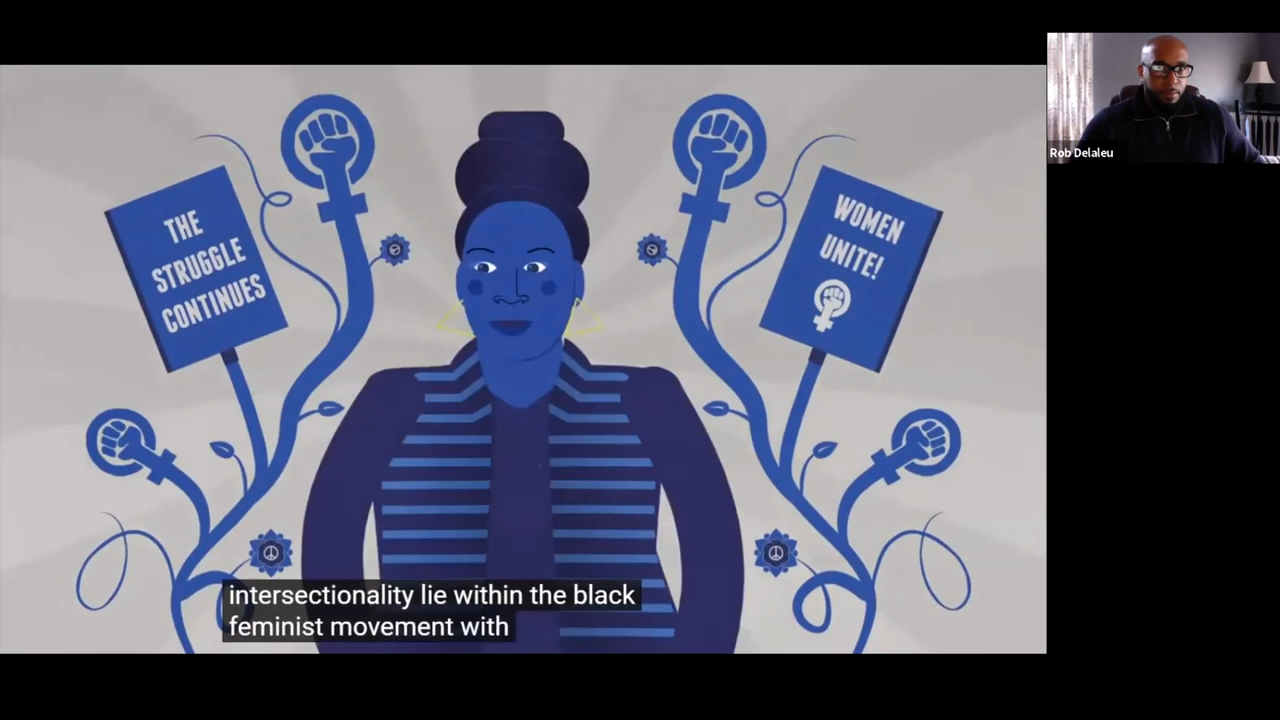 THE
STRUGGLE
CONTINUES
WOMEN
UNITE!
intersectionality lie within the black
feminist movement with
Rob Delaleu